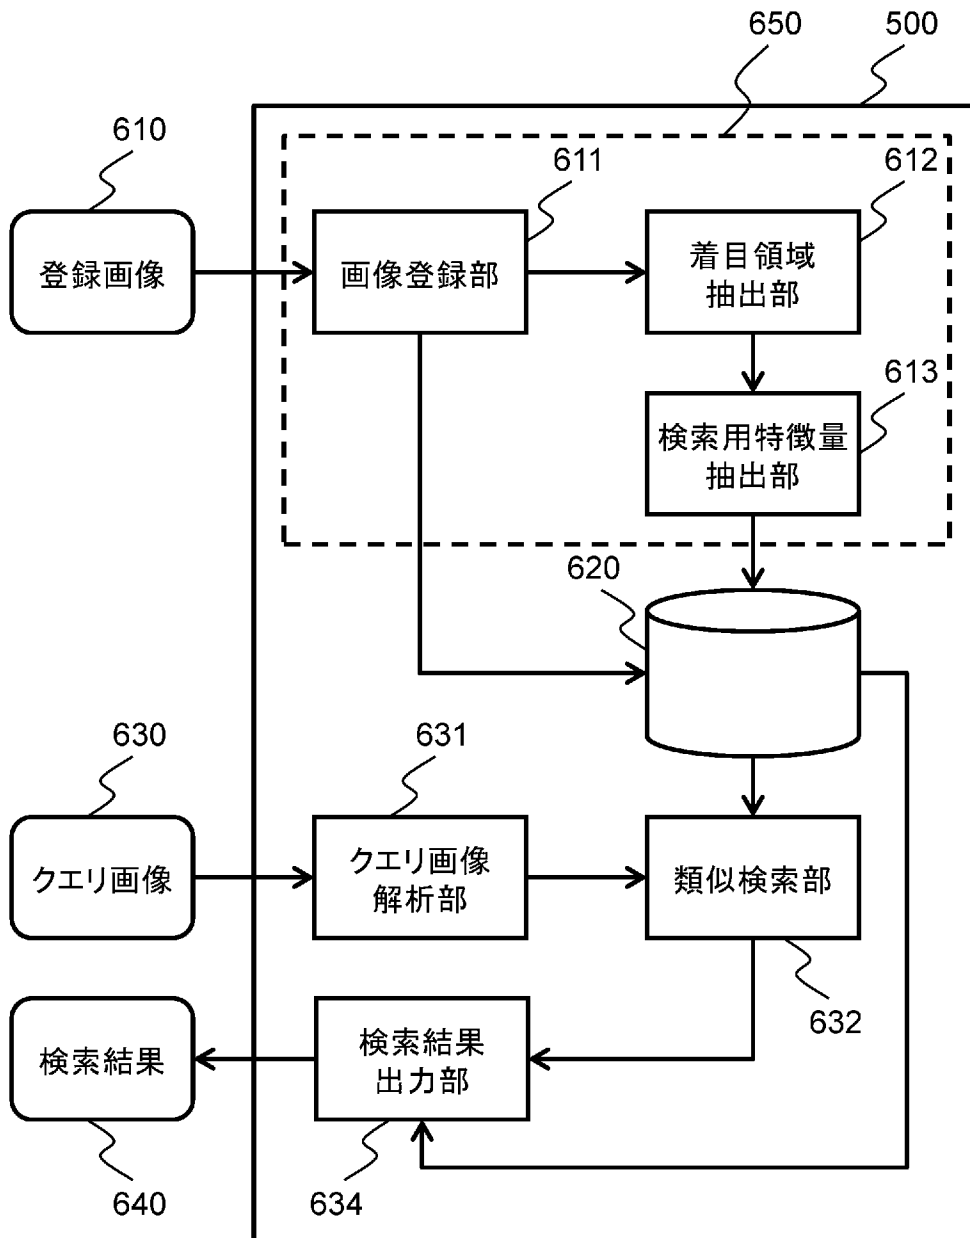 650
500
610
611
612
登録画像
画像登録部
着目領域
抽出部
613
検索用特徴量
抽出部
620
630
631
クエリ画像
クエリ画像
解析部
類似検索部
632
検索結果
検索結果
出力部
640
634